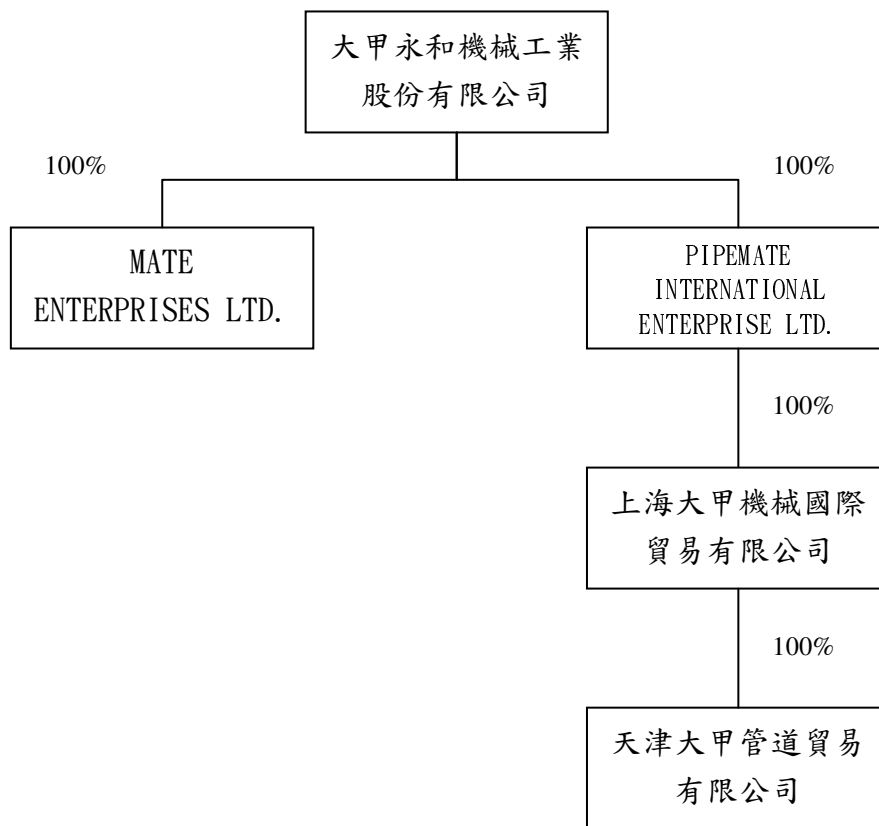 大甲永和機械工業
股份有限公司
100%
100%
MATE
ENTERPRISES LTD.
PIPEMATE
INTERNATIONAL
ENTERPRISE LTD.
100%
上海大甲機械國際
貿易有限公司
100%
天津大甲管道貿易
有限公司